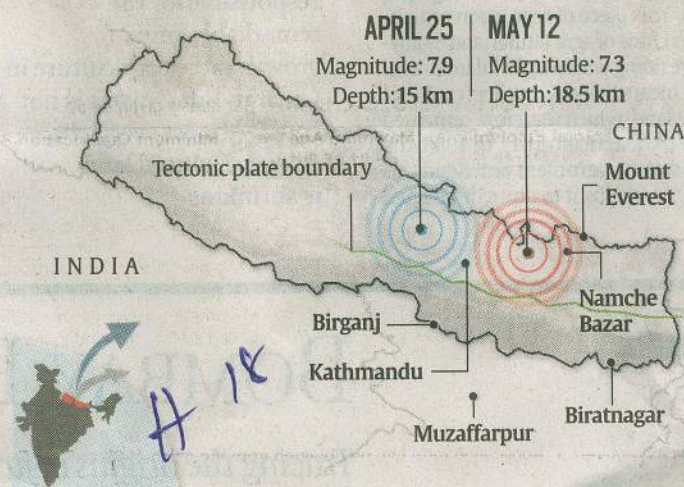 APRIL 25
Magnitude: 7.9
Depth: 15 km
MAY 12
Magnitude: 7.3
Depth: 18.5 km
CHINA
Tectonic plate boundary
Mount
Everest
INDIA
Namche
Bazar
Birganj
Kathmandu
Biratnagar
Muzaffarpur
H 18